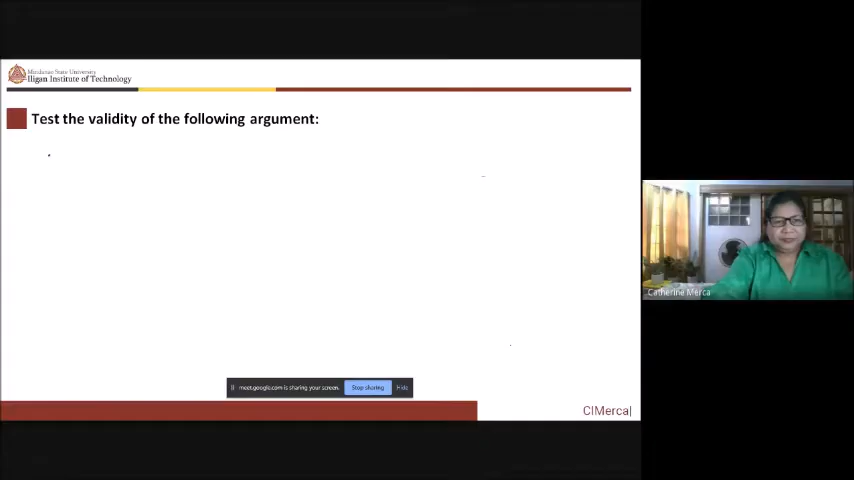 Mindanao State University
Iligan Institute of Technology
Test the validity of the following argument:
meet.google.com is sharing your screen.
Stop sharing
Hide
CIMerca|
Catherine Merca